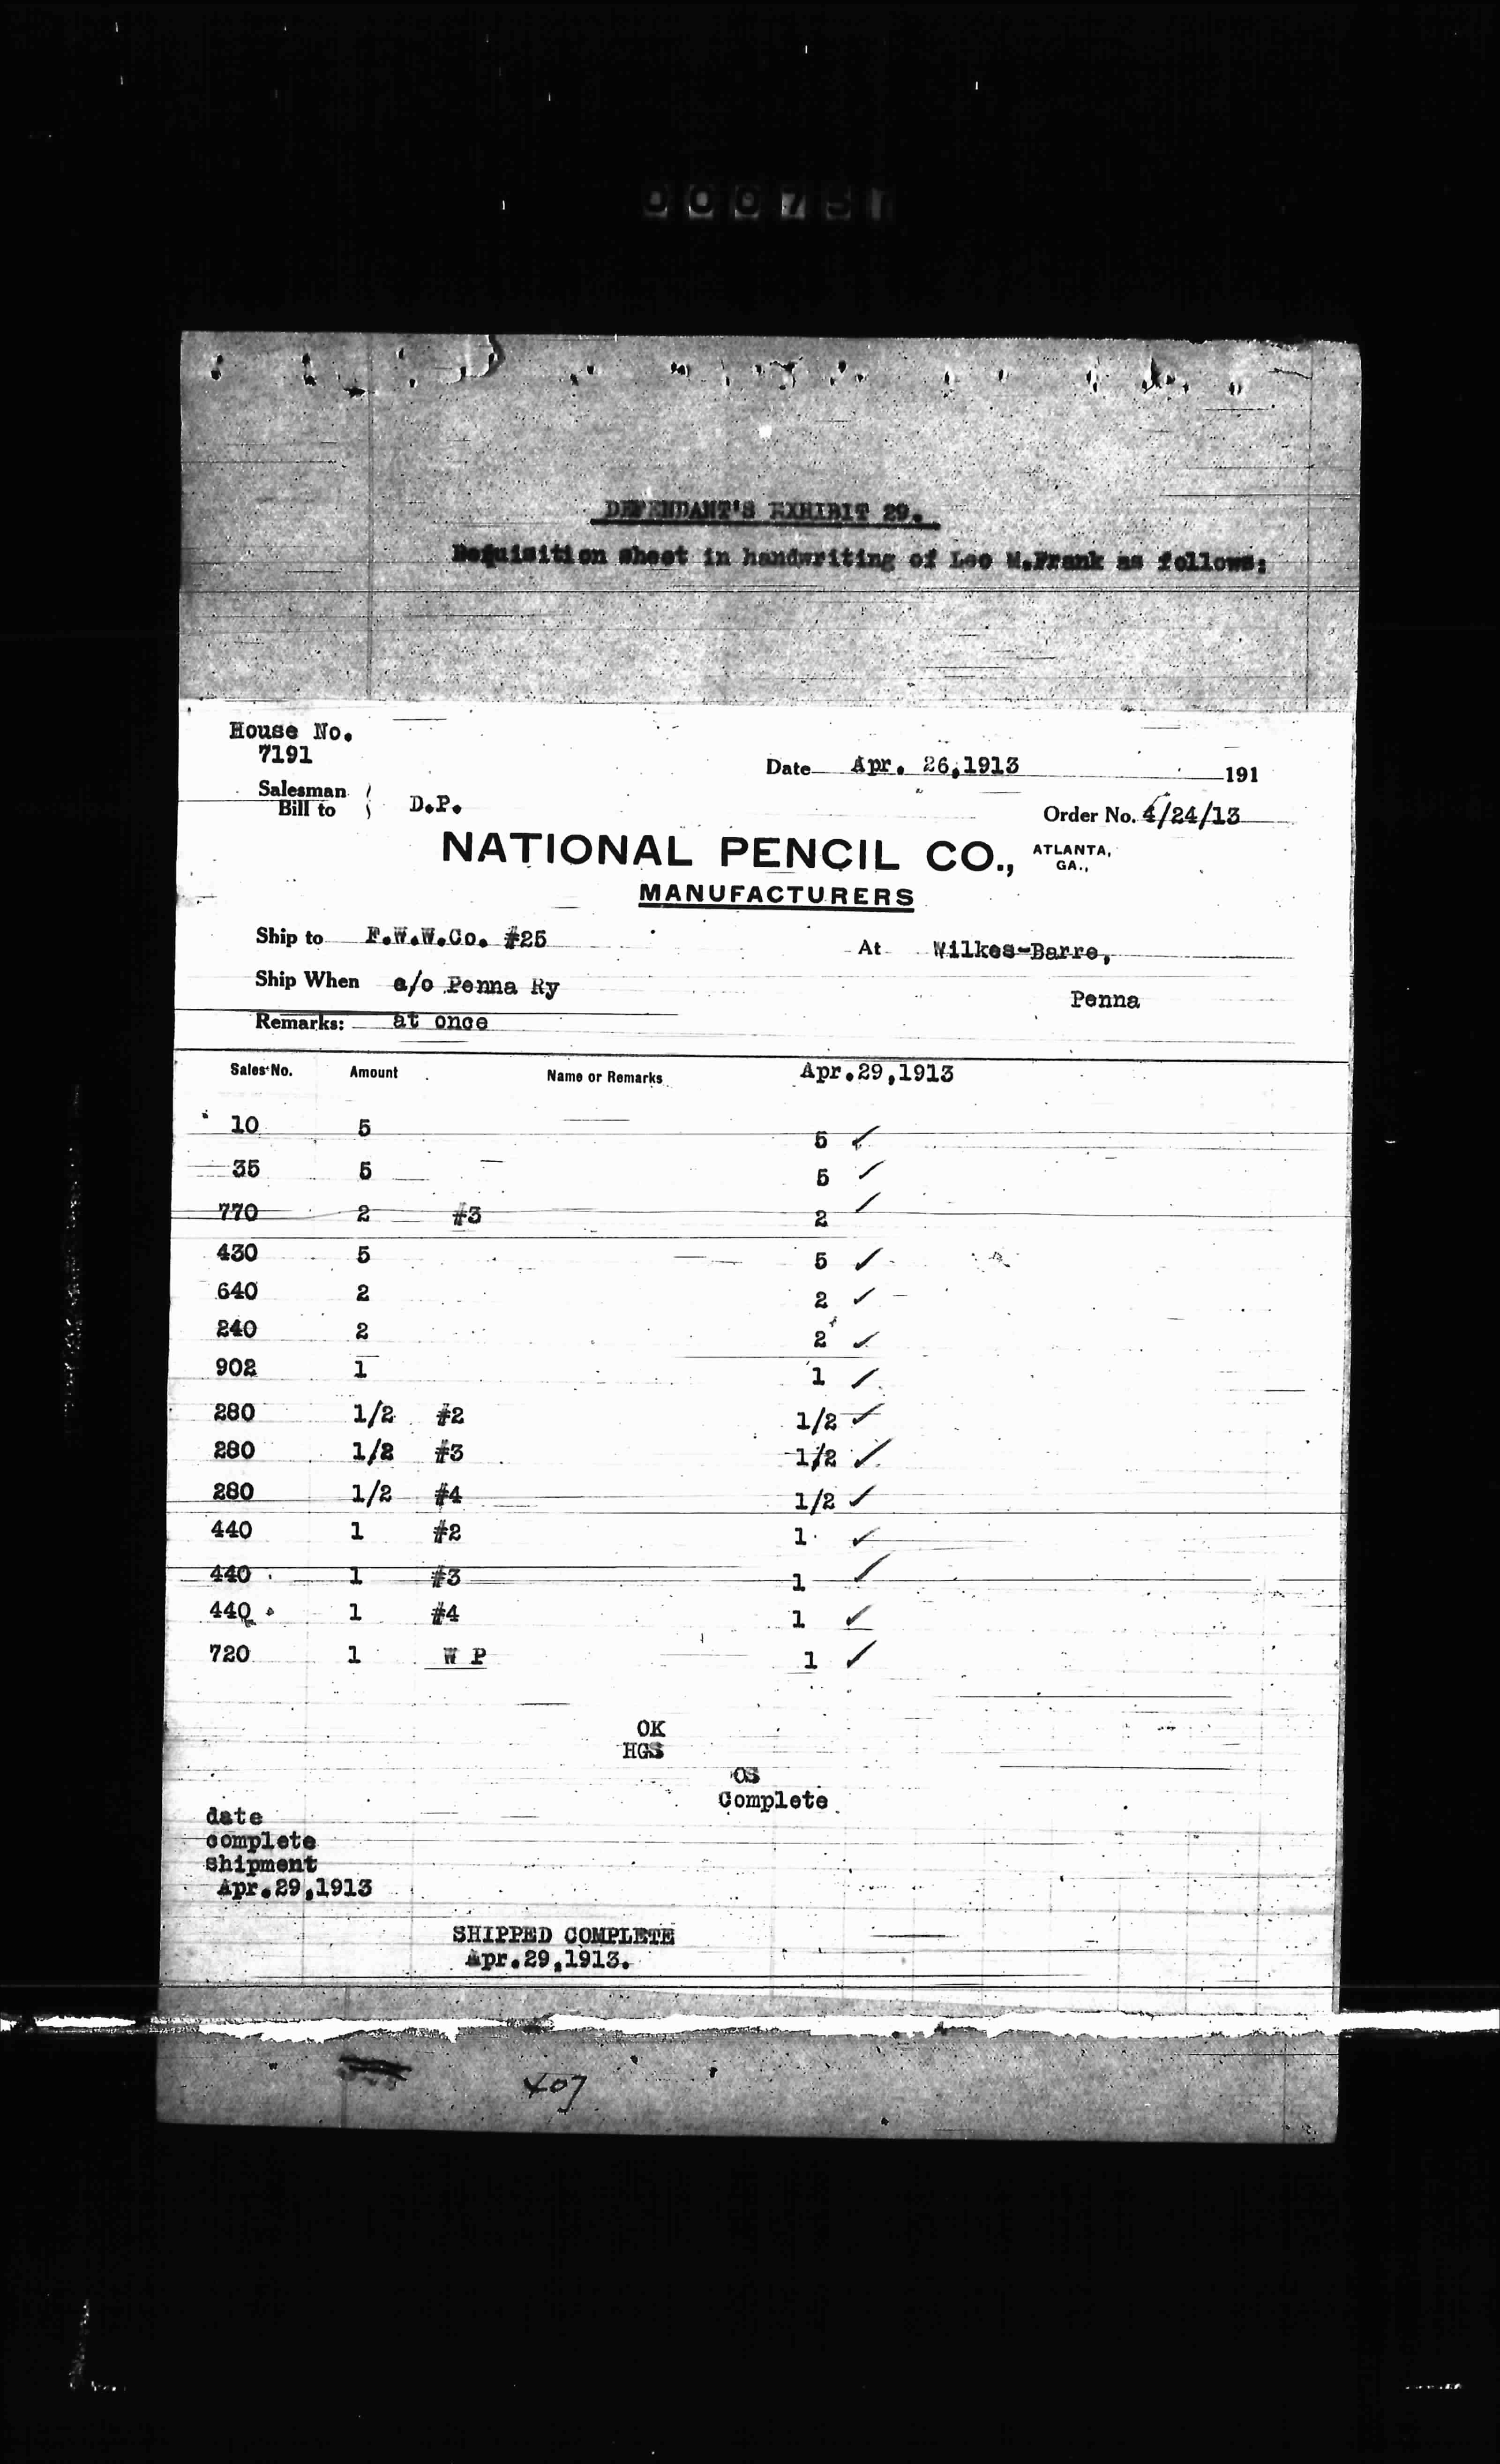 000751
DEFENDANT'S EXHIBIT 29.
Requisition sheet in handwriting of Leo M.Frank as follows:
House No.
7191
Date Apr. 26,1913 191
Salesman
Bill to } D.P.
Order No. 4/24/13
NATIONAL PENCIL CO., ATLANTA, GA.,
MANUFACTURERS
Ship to F.W.W.Co. #25 At Wilkes-Barre,
Ship When a/o Penna Ry Penna
Remarks: at once
Sales No. Amount Name or Remarks Apr.29,1913
10 5 5 ✓
35 5 5 ✓
770 2 #3 2 ✓
430 5 5 ✓
640 2 2 ✓
240 2 2 ✓
902 1 1 ✓
280 1/2 #2 1/2 ✓
280 1/2 #3 1/2 ✓
280 1/2 #4 1/2 ✓
440 1 #2 1 ✓
440 1 #3 1 ✓
440 1 #4 1 ✓
720 1 W P 1 ✓
OK
HGS
OS
Complete
date
complete
shipment
Apr.29,1913
SHIPPED COMPLETE
Apr.29,1913.
407